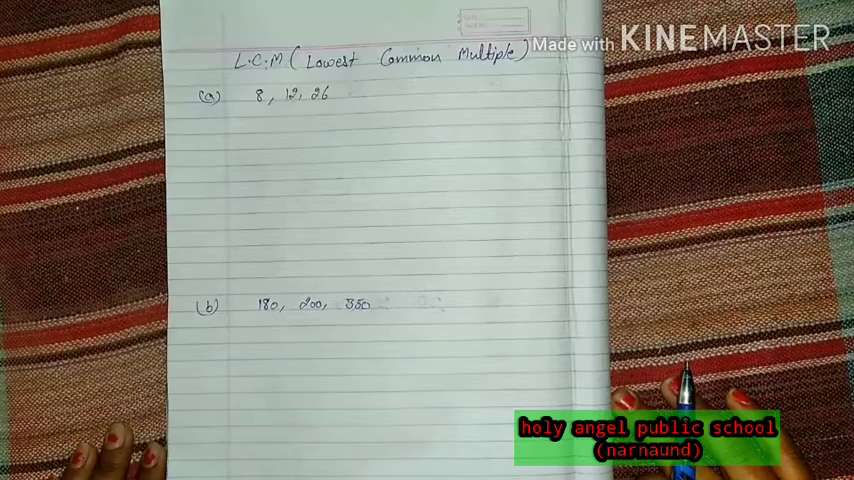 Made with KINEMASTER
L.C.M ( Lowest Common Multiple )
(a) 8, 12, 26
(b) 180, 200, 350
holy angel public school
(narnaund)